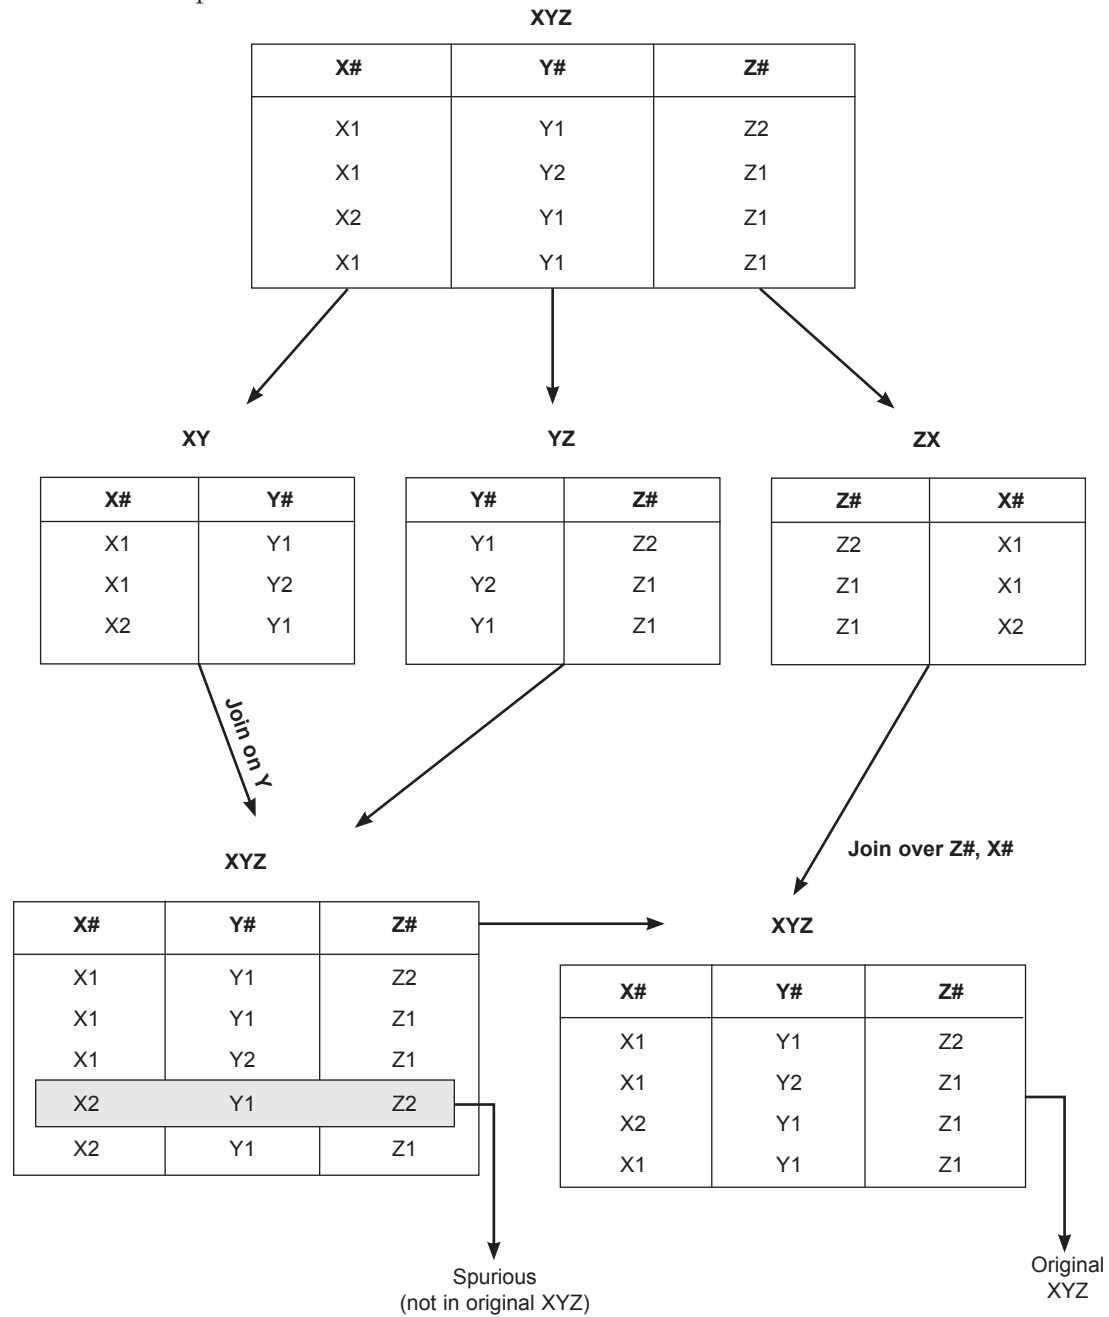 XYZ
X# Y# Z#
X1 Y1 Z2
X1 Y2 Z1
X2 Y1 Z1
X1 Y1 Z1
XY
X# Y#
X1 Y1
X1 Y2
X2 Y1
YZ
Y# Z#
Y1 Z2
Y2 Z1
Y1 Z1
ZX
Z# X#
Z2 X1
Z1 X1
Z1 X2
Join on Y
Join over Z#, X#
XYZ
X# Y# Z#
X1 Y1 Z2
X1 Y1 Z1
X1 Y2 Z1
X2 Y1 Z2
X2 Y1 Z1
Spurious
(not in original XYZ)
XYZ
X# Y# Z#
X1 Y1 Z2
X1 Y2 Z1
X2 Y1 Z1
X1 Y1 Z1
Original
XYZ